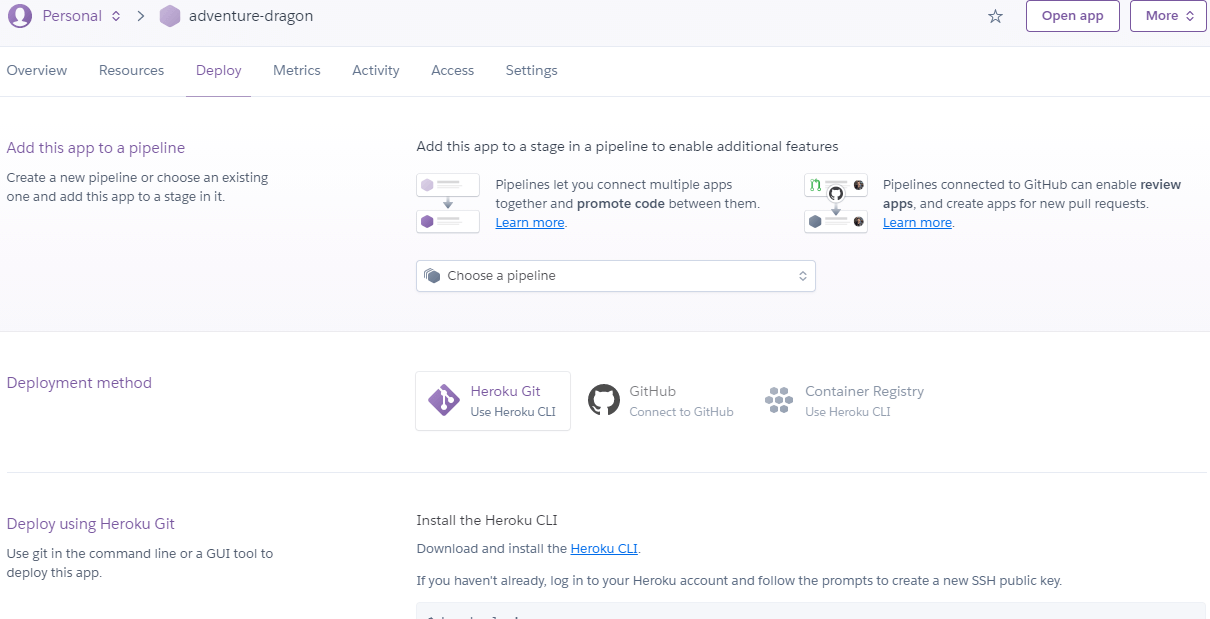 Personal
adventure-dragon
Open app
More
Overview
Resources
Deploy
Metrics
Activity
Access
Settings
Add this app to a pipeline
Create a new pipeline or choose an existing
one and add this app to a stage in it.
Add this app to a stage in a pipeline to enable additional features
Pipelines let you connect multiple apps
together and promote code between them.
Learn more.
Pipelines connected to GitHub can enable review
apps, and create apps for new pull requests.
Learn more.
Choose a pipeline
Deployment method
Heroku Git
Use Heroku CLI
GitHub
Connect to GitHub
Container Registry
Use Heroku CLI
Deploy using Heroku Git
Use git in the command line or a GUI tool to
deploy this app.
Install the Heroku CLI
Download and install the Heroku CLI.
If you haven't already, log in to your Heroku account and follow the prompts to create a new SSH public key.